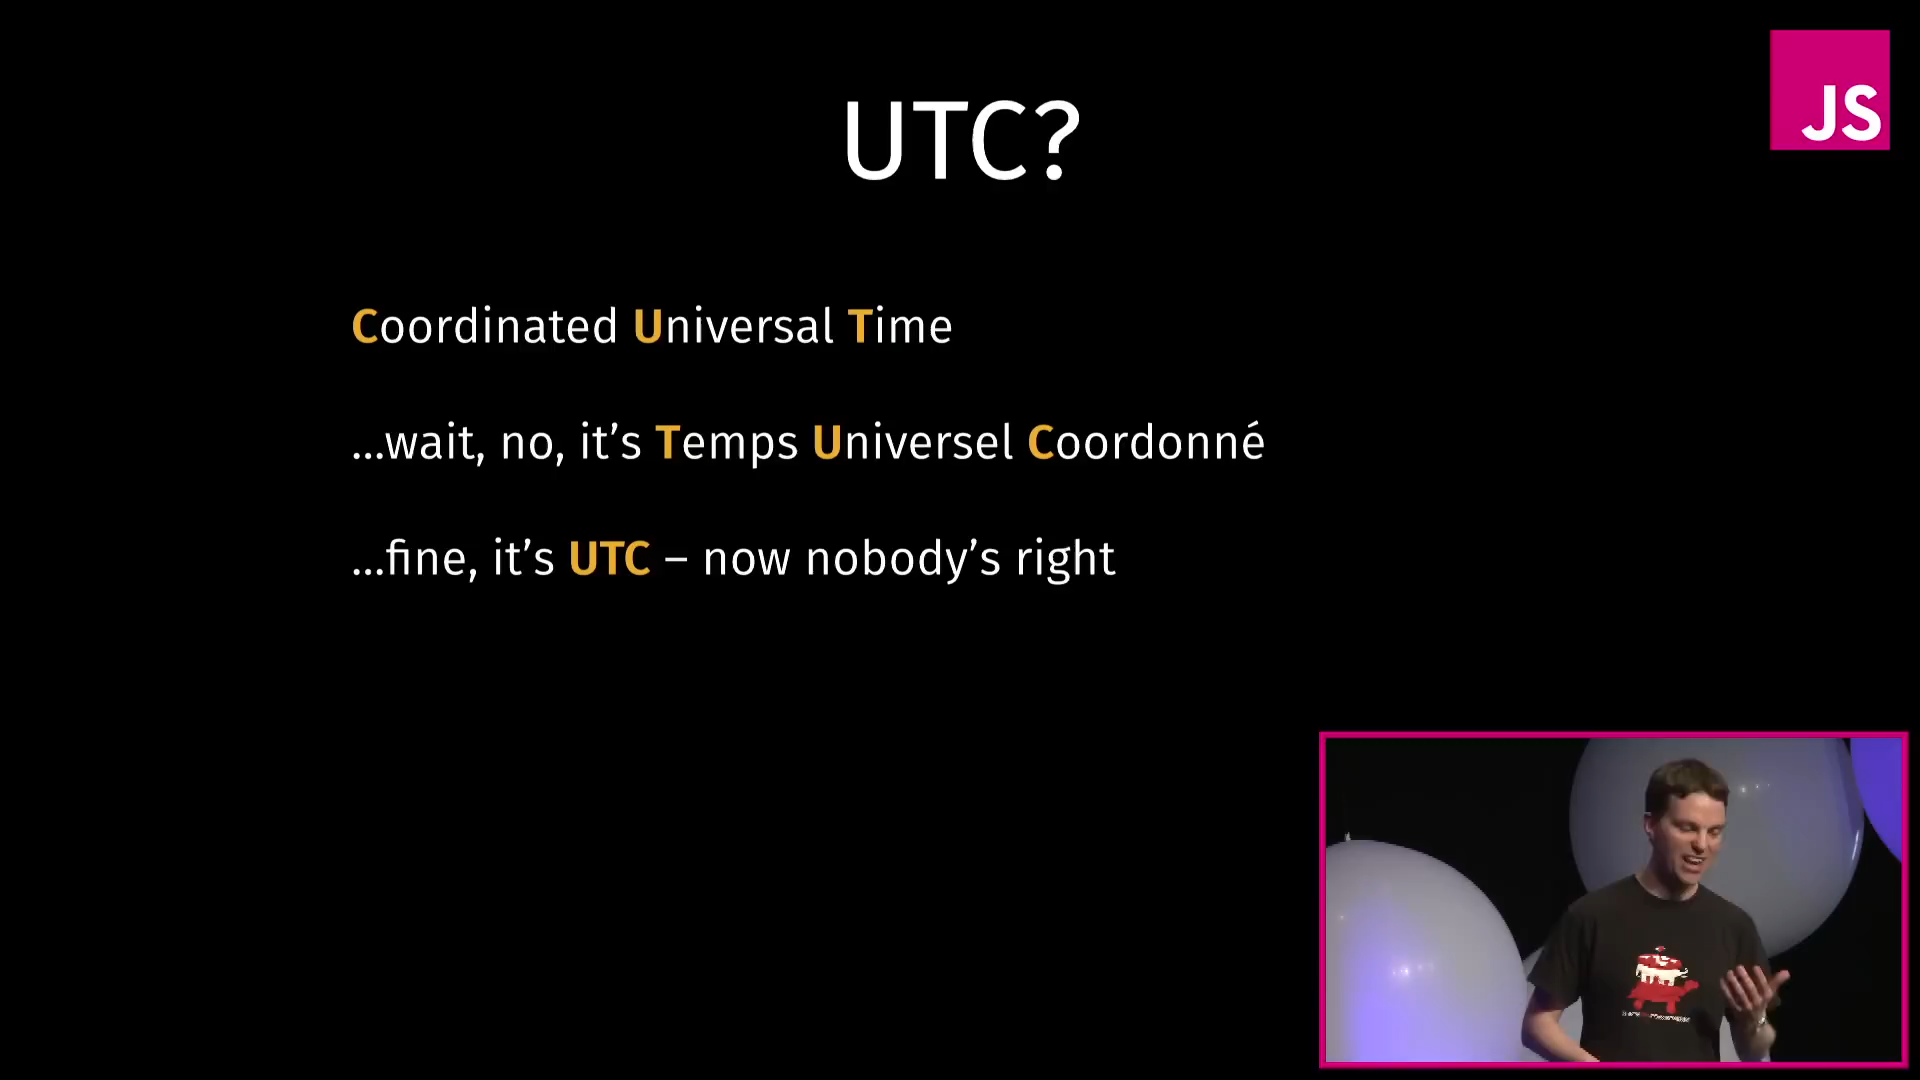 UTC?
JS
Coordinated Universal Time
…wait, no, it’s Temps Universel Coordonné
…fine, it’s UTC – now nobody’s right